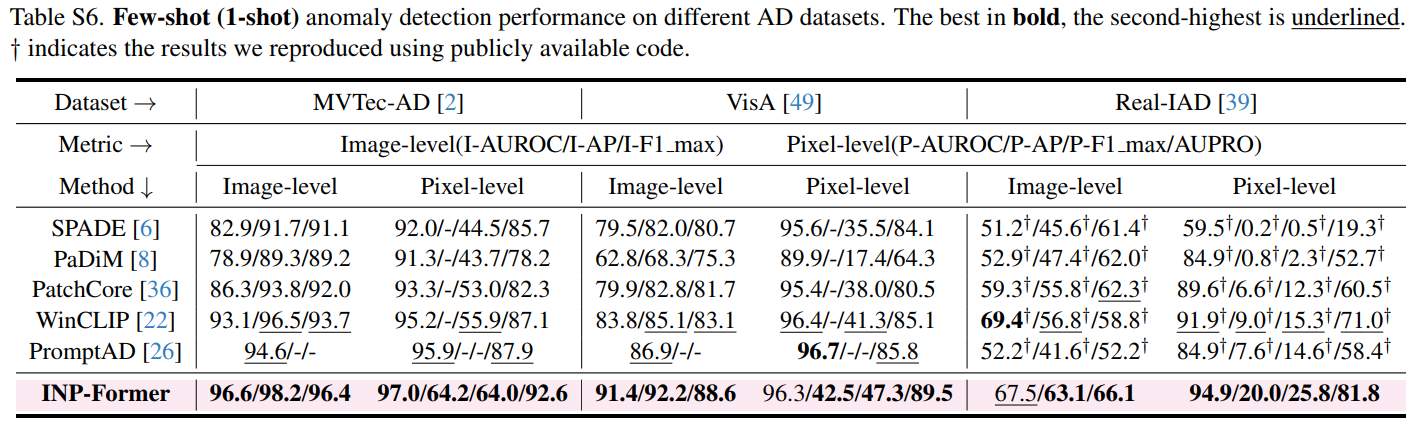 Table S6. Few-shot (1-shot) anomaly detection performance on different AD datasets. The best in bold, the second-highest is underlined.
† indicates the results we reproduced using publicly available code.
Dataset → MVTec-AD [2] VisA [49] Real-IAD [39]
Metric → Image-level(I-AUROC/I-AP/I-F1_max) Pixel-level(P-AUROC/P-AP/P-F1_max/AUPRO)
Method ↓ Image-level Pixel-level Image-level Pixel-level Image-level Pixel-level
SPADE [6] 82.9/91.7/91.1 92.0/-/44.5/85.7 79.5/82.0/80.7 95.6/-/35.5/84.1 51.2†/45.6†/61.4† 59.5†/0.2†/0.5†/19.3†
PaDiM [8] 78.9/89.3/89.2 91.3/-/43.7/78.2 62.8/68.3/75.3 89.9/-/17.4/64.3 52.9†/47.4†/62.0† 84.9†/0.8†/2.3†/52.7†
PatchCore [36] 86.3/93.8/92.0 93.3/-/53.0/82.3 79.9/82.8/81.7 95.4/-/38.0/80.5 59.3†/55.8†/62.3† 89.6†/6.6†/12.3†/60.5†
WinCLIP [22] 93.1/96.5/93.7 95.2/-/55.9/87.1 83.8/85.1/83.1 96.4/-/41.3/85.1 69.4†/56.8†/58.8† 91.9†/9.0†/15.3†/71.0†
PromptAD [26] 94.6/-/- 95.9/-/-/87.9 86.9/-/- 96.7/-/-/85.8 52.2†/41.6†/52.2† 84.9†/7.6†/14.6†/58.4†
INP-Former 96.6/98.2/96.4 97.0/64.2/64.0/92.6 91.4/92.2/88.6 96.3/42.5/47.3/89.5 67.5/63.1/66.1 94.9/20.0/25.8/81.8